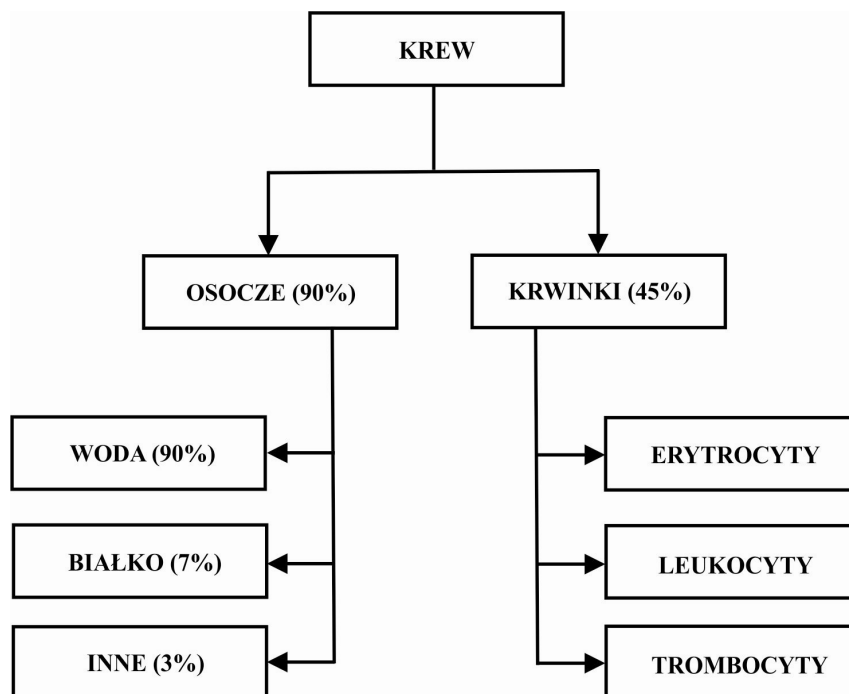 KREW
OSOCZE (90%)
KRWINKI (45%)
WODA (90%)
ERYTROCYTY
BIAŁKO (7%)
LEUKOCYTY
INNE (3%)
TROMBOCYTY